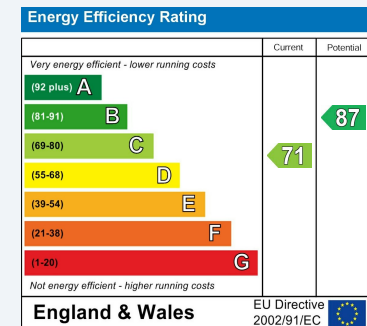 Energy Efficiency Rating
Current Potential
Very energy efficient - lower running costs
(92 plus) A
(81-91) B 87
(69-80) C 71
(55-68) D
(39-54) E
(21-38) F
(1-20) G
Not energy efficient - higher running costs
England & Wales
EU Directive
2002/91/EC